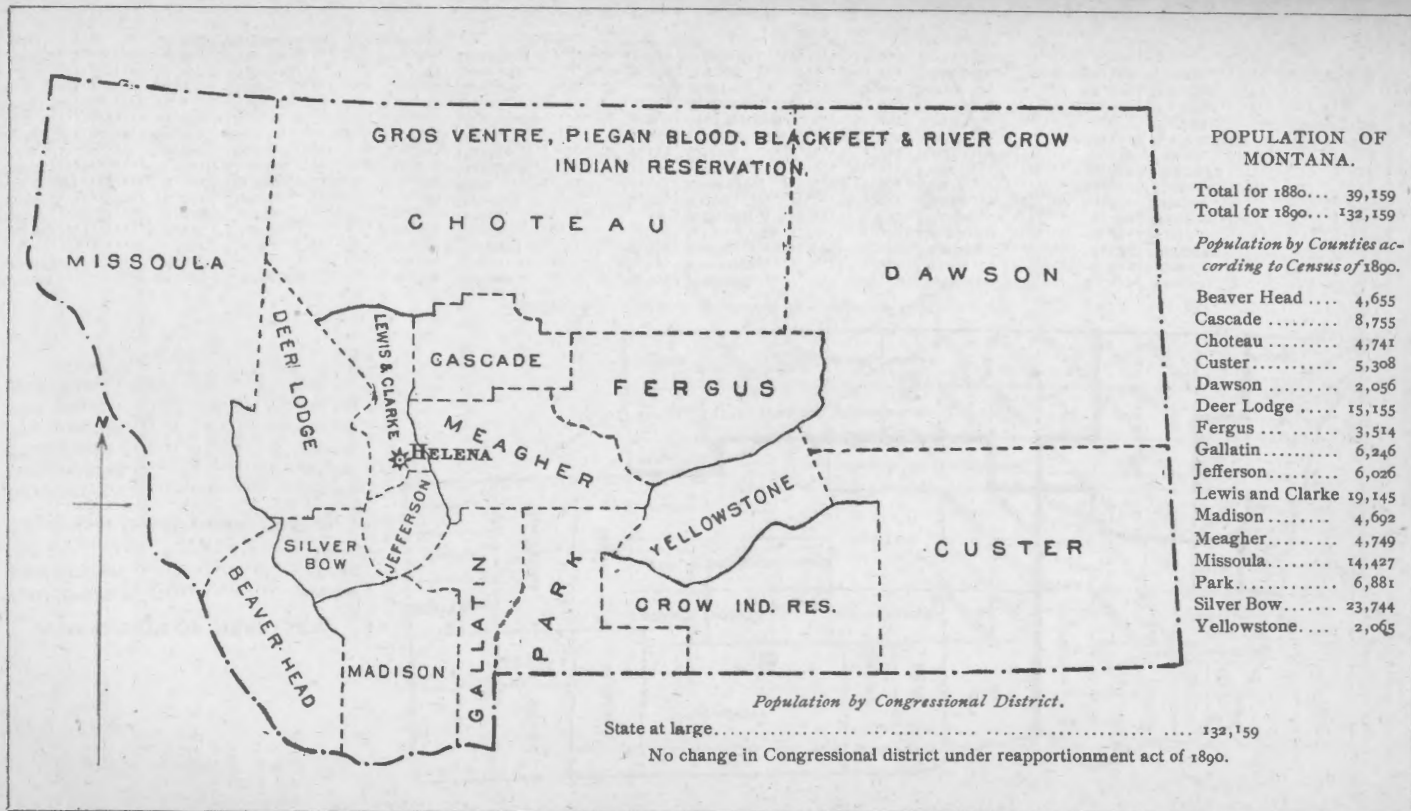 GROS VENTRE, PIEGAN BLOOD. BLACKFEET & RIVER CROW
INDIAN RESERVATION.
CHOTEAU
MISSOULA
DAWSON
DEER LODGE
LEWIS & CLARKE
CASCADE
FERGUS
MEAGHER
HELENA
N
JEFFERSON
YELLOWSTONE
SILVER
BOW
CUSTER
BEAVER HEAD
GALLATIN
PARK
CROW IND. RES.
MADISON
POPULATION OF
MONTANA.
Total for 1880... 39,159
Total for 1890... 132,159
Population by Counties ac-
cording to Census of 1890.
Beaver Head .... 4,655
Cascade ......... 8,755
Choteau ......... 4,741
Custer .......... 5,308
Dawson ......... 2,056
Deer Lodge ..... 15,155
Fergus .......... 3,514
Gallatin ......... 6,246
Jefferson........ 6,026
Lewis and Clarke 19,145
Madison ........ 4,692
Meagher........ 4,749
Missoula........ 14,427
Park............ 6,881
Silver Bow....... 23,744
Yellowstone.... 2,065
Population by Congressional District.
State at large........................................................ 132,159
No change in Congressional district under reapportionment act of 1890.